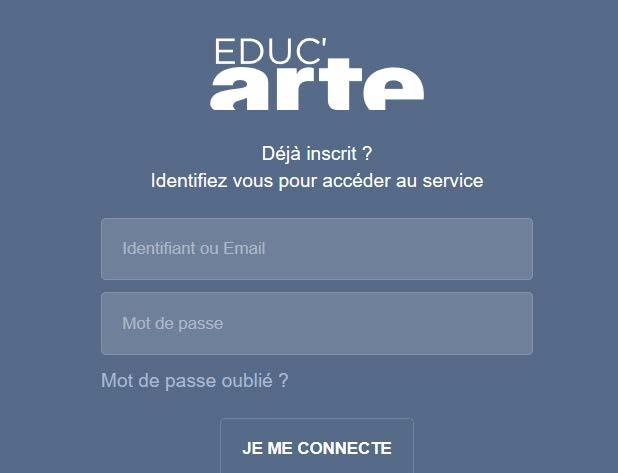 EDUC'
arte
Déjà inscrit ?
Identifiez vous pour accéder au service
Identifiant ou Email
Mot de passe
Mot de passe oublié ?
JE ME CONNECTE